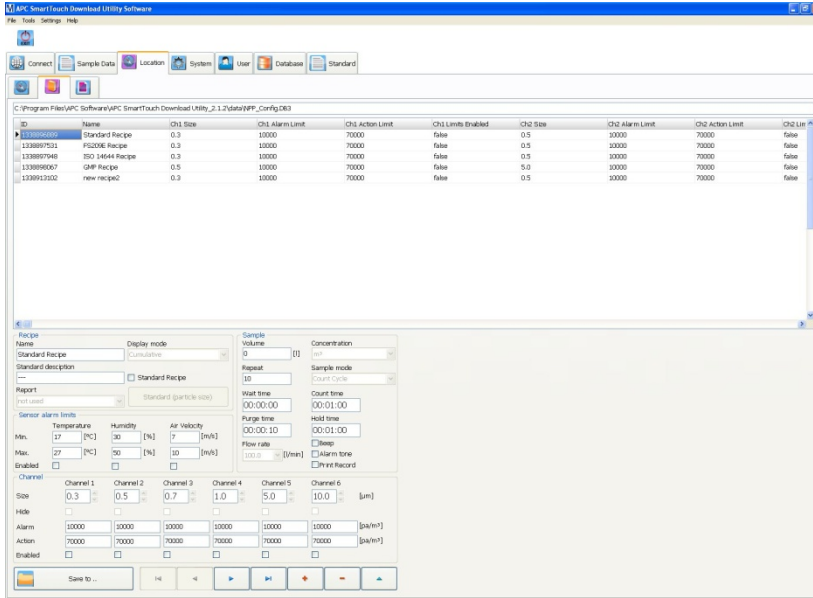 APC SmartTouch Download Utility Software
File Tools Settings Help
Connect Sample Data Location System User Database Standard
C:\Program Files\APC Software\APC SmartTouch Download Utility_2.1.2\data\NPP_Config.DB3
ID Name Ch1 Size Ch1 Alarm Limit Ch1 Action Limit Ch1 Limits Enabled Ch2 Size Ch2 Alarm Limit Ch2 Action Limit Ch2 Lim
1338896089 Standard Recipe 0.3 10000 70000 false 0.5 10000 70000 false
1338897531 FS209E Recipe 0.3 10000 70000 false 0.5 10000 70000 false
1338897948 ISO 14644 Recipe 0.3 10000 70000 false 0.5 10000 70000 false
1338898067 GMP Recipe 0.5 10000 70000 false 5.0 10000 70000 false
1338913102 new recipe2 0.3 10000 70000 false 0.5 10000 70000 false
Recipe
Name Display mode
Standard Recipe Cumulative
Standard desciption
--- Standard Recipe
Report
not used Standard (particle size)
Sensor alarm limits
Temperature Humidity Air Velocity
Min. 17 [°C] 30 [%] 7 [m/s]
Max. 27 [°C] 50 [%] 10 [m/s]
Enabled
Sample
Volume Concentration
0 [l] m³
Repeat Sample mode
10 Count Cycle
Wait time Count time
00:00:00 00:01:00
Purge time Hold time
00:00:10 00:01:00
Flow rate Beep
100.0 [l/min] Alarm tone
Print Record
Channel
Channel 1 Channel 2 Channel 3 Channel 4 Channel 5 Channel 6
Size 0.3 0.5 0.7 1.0 5.0 10.0 [µm]
Hide
Alarm 10000 10000 10000 10000 10000 10000 [pa/m³]
Action 70000 70000 70000 70000 70000 70000 [pa/m³]
Enabled
Save to ..